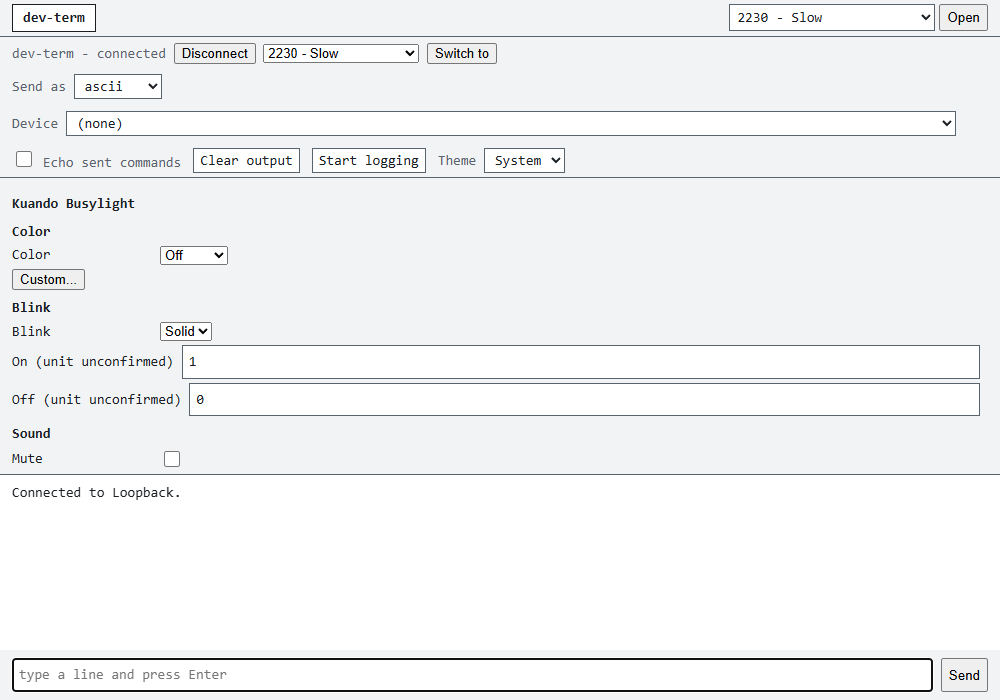 dev-term 2230 - Slow Open
dev-term - connected Disconnect 2230 - Slow Switch to
Send as ascii
Device (none)
Echo sent commands Clear output Start logging Theme System
Kuando Busylight
Color
Color Off
Custom...
Blink
Blink Solid
On (unit unconfirmed) 1
Off (unit unconfirmed) 0
Sound
Mute
Connected to Loopback.
type a line and press Enter Send